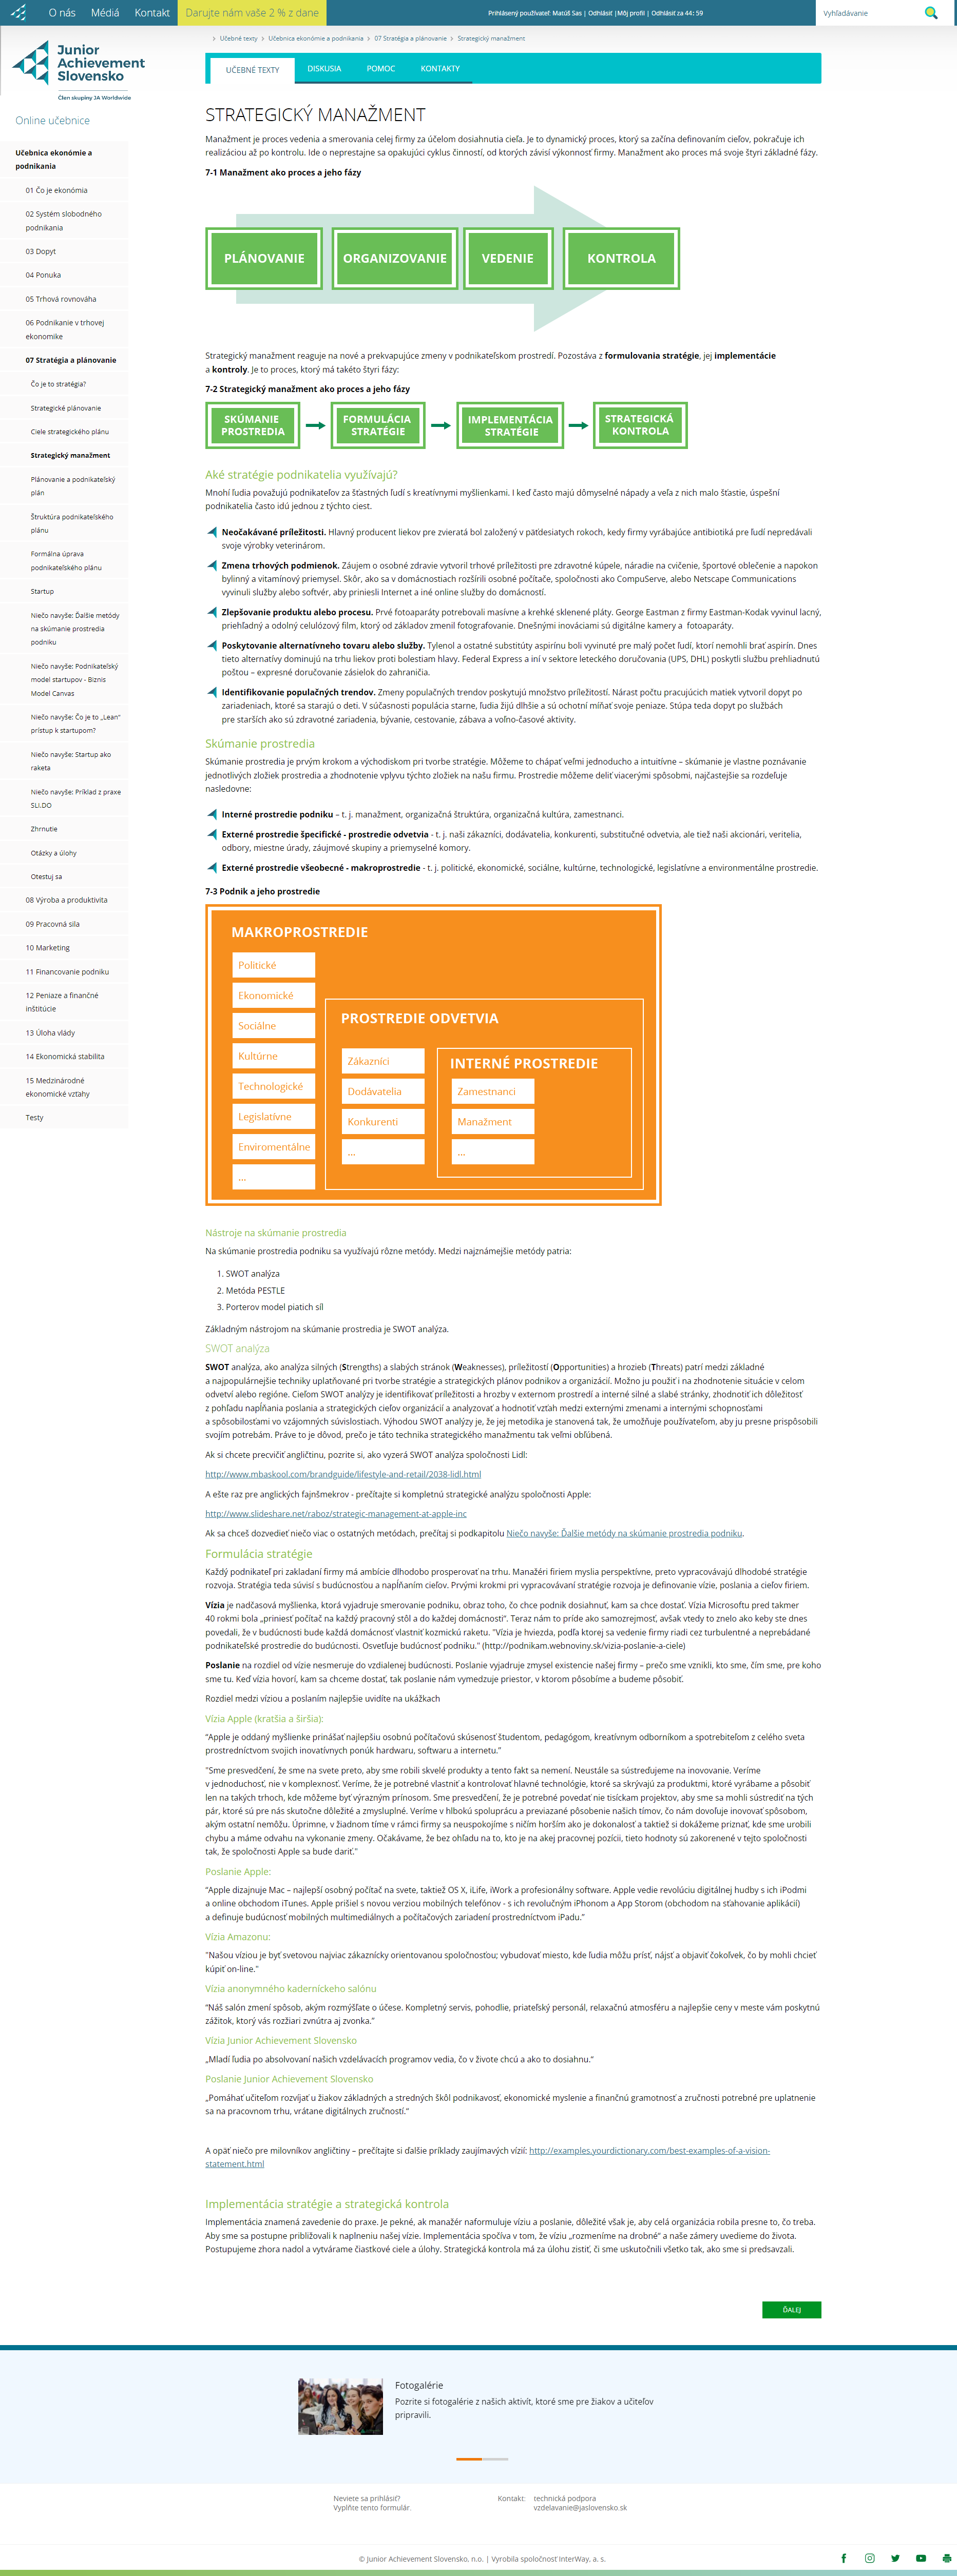 O nás Médiá Kontakt Darujte nám vaše 2 % z dane Prihlásený používateľ: Matúš Sas | Odhlásiť |Môj profil | Odhlásiť za 44: 59 Vyhľadávanie
Junior
Achievement
Slovensko
Člen skupiny JA Worldwide
Online učebnice
Učebnica ekonómie a
podnikania
01 Čo je ekonómia
02 Systém slobodného
podnikania
03 Dopyt
04 Ponuka
05 Trhová rovnováha
06 Podnikanie v trhovej
ekonomike
07 Stratégia a plánovanie
Čo je to stratégia?
Strategické plánovanie
Ciele strategického plánu
Strategický manažment
Plánovanie a podnikateľský
plán
Štruktúra podnikateľského
plánu
Formálna úprava
podnikateľského plánu
Startup
Niečo navyše: Ďalšie metódy
na skúmanie prostredia
podniku
Niečo navyše: Podnikateľský
model startupov - Biznis
Model Canvas
Niečo navyše: Čo je to „Lean"
prístup k startupom?
Niečo navyše: Startup ako
raketa
Niečo navyše: Príklad z praxe
SLI.DO
Zhrnutie
Otázky a úlohy
Otestuj sa
08 Výroba a produktivita
09 Pracovná sila
10 Marketing
11 Financovanie podniku
12 Peniaze a finančné
inštitúcie
13 Úloha vlády
14 Ekonomická stabilita
15 Medzinárodné
ekonomické vzťahy
Testy
› Učebné texty › Učebnica ekonómie a podnikania › 07 Stratégia a plánovanie › Strategický manažment
UČEBNÉ TEXTY DISKUSIA POMOC KONTAKTY
STRATEGICKÝ MANAŽMENT
Manažment je proces vedenia a smerovania celej firmy za účelom dosiahnutia cieľa. Je to dynamický proces, ktorý sa začína definovaním cieľov, pokračuje ich
realizáciou až po kontrolu. Ide o neprestajne sa opakujúci cyklus činností, od ktorých závisí výkonnosť firmy. Manažment ako proces má svoje štyri základné fázy.
7-1 Manažment ako proces a jeho fázy
PLÁNOVANIE ORGANIZOVANIE VEDENIE KONTROLA
Strategický manažment reaguje na nové a prekvapujúce zmeny v podnikateľskom prostredí. Pozostáva z formulovania stratégie, jej implementácie
a kontroly. Je to proces, ktorý má takéto štyri fázy:
7-2 Strategický manažment ako proces a jeho fázy
SKÚMANIE
PROSTREDIA
FORMULÁCIA
STRATÉGIE
IMPLEMENTÁCIA
STRATÉGIE
STRATEGICKÁ
KONTROLA
Aké stratégie podnikatelia využívajú?
Mnohí ľudia považujú podnikateľov za šťastných ľudí s kreatívnymi myšlienkami. I keď často majú dômyselné nápady a veľa z nich malo šťastie, úspešní
podnikatelia často idú jednou z týchto ciest.
Neočakávané príležitosti. Hlavný producent liekov pre zvieratá bol založený v päťdesiatych rokoch, kedy firmy vyrábajúce antibiotiká pre ľudí nepredávali
svoje výrobky veterinárom.
Zmena trhových podmienok. Záujem o osobné zdravie vytvoril trhové príležitosti pre zdravotné kúpele, náradie na cvičenie, športové oblečenie a napokon
bylinný a vitamínový priemysel. Skôr, ako sa v domácnostiach rozšírili osobné počítače, spoločnosti ako CompuServe, alebo Netscape Communications
vyvinuli služby alebo softvér, aby priniesli Internet a iné online služby do domácností.
Zlepšovanie produktu alebo procesu. Prvé fotoaparáty potrebovali masívne a krehké sklenené pláty. George Eastman z firmy Eastman-Kodak vyvinul lacný,
priehľadný a odolný celulózový film, ktorý od základov zmenil fotografovanie. Dnešnými inováciami sú digitálne kamery a fotoaparáty.
Poskytovanie alternatívneho tovaru alebo služby. Tylenol a ostatné substitúty aspirínu boli vyvinuté pre malý počet ľudí, ktorí nemohli brať aspirín. Dnes
tieto alternatívy dominujú na trhu liekov proti bolestiam hlavy. Federal Express a iní v sektore leteckého doručovania (UPS, DHL) poskytli službu prehliadnutú
poštou – expresné doručovanie zásielok do zahraničia.
Identifikovanie populačných trendov. Zmeny populačných trendov poskytujú množstvo príležitostí. Nárast počtu pracujúcich matiek vytvoril dopyt po
zariadeniach, ktoré sa starajú o deti. V súčasnosti populácia starne, ľudia žijú dlhšie a sú ochotní míňať svoje peniaze. Stúpa teda dopyt po službách
pre starších ako sú zdravotné zariadenia, bývanie, cestovanie, zábava a voľno-časové aktivity.
Skúmanie prostredia
Skúmanie prostredia je prvým krokom a východiskom pri tvorbe stratégie. Môžeme to chápať veľmi jednoducho a intuitívne – skúmanie je vlastne poznávanie
jednotlivých zložiek prostredia a zhodnotenie vplyvu týchto zložiek na našu firmu. Prostredie môžeme deliť viacerými spôsobmi, najčastejšie sa rozdeľuje
nasledovne:
Interné prostredie podniku – t. j. manažment, organizačná štruktúra, organizačná kultúra, zamestnanci.
Externé prostredie špecifické - prostredie odvetvia - t. j. naši zákazníci, dodávatelia, konkurenti, substitučné odvetvia, ale tiež naši akcionári, veritelia,
odbory, miestne úrady, záujmové skupiny a priemyselné komory.
Externé prostredie všeobecné - makroprostredie - t. j. politické, ekonomické, sociálne, kultúrne, technologické, legislatívne a environmentálne prostredie.
7-3 Podnik a jeho prostredie
MAKROPROSTREDIE
Politické
Ekonomické
Sociálne
Kultúrne
Technologické
Legislatívne
Enviromentálne
...
PROSTREDIE ODVETVIA
Zákazníci
Dodávatelia
Konkurenti
...
INTERNÉ PROSTREDIE
Zamestnanci
Manažment
...
Nástroje na skúmanie prostredia
Na skúmanie prostredia podniku sa využívajú rôzne metódy. Medzi najznámejšie metódy patria:
1. SWOT analýza
2. Metóda PESTLE
3. Porterov model piatich síl
Základným nástrojom na skúmanie prostredia je SWOT analýza.
SWOT analýza
SWOT analýza, ako analýza silných (Strengths) a slabých stránok (Weaknesses), príležitostí (Opportunities) a hrozieb (Threats) patrí medzi základné
a najpopulárnejšie techniky uplatňované pri tvorbe stratégie a strategických plánov podnikov a organizácií. Možno ju použiť i na zhodnotenie situácie v celom
odvetví alebo regióne. Cieľom SWOT analýzy je identifikovať príležitosti a hrozby v externom prostredí a interné silné a slabé stránky, zhodnotiť ich dôležitosť
z pohľadu napĺňania poslania a strategických cieľov organizácií a analyzovať a hodnotiť vzťah medzi externými zmenami a internými schopnosťami
a spôsobilosťami vo vzájomných súvislostiach. Výhodou SWOT analýzy je, že jej metodika je stanovená tak, že umožňuje používateľom, aby ju presne prispôsobili
svojim potrebám. Práve to je dôvod, prečo je táto technika strategického manažmentu tak veľmi obľúbená.
Ak si chcete precvičiť angličtinu, pozrite si, ako vyzerá SWOT analýza spoločnosti Lidl:
http://www.mbaskool.com/brandguide/lifestyle-and-retail/2038-lidl.html
A ešte raz pre anglických fajnšmekrov - prečítajte si kompletnú strategické analýzu spoločnosti Apple:
http://www.slideshare.net/raboz/strategic-management-at-apple-inc
Ak sa chceš dozvedieť niečo viac o ostatných metódach, prečítaj si podkapitolu Niečo navyše: Ďalšie metódy na skúmanie prostredia podniku.
Formulácia stratégie
Každý podnikateľ pri zakladaní firmy má ambície dlhodobo prosperovať na trhu. Manažéri firiem myslia perspektívne, preto vypracovávajú dlhodobé stratégie
rozvoja. Stratégia teda súvisí s budúcnosťou a napĺňaním cieľov. Prvými krokmi pri vypracovávaní stratégie rozvoja je definovanie vízie, poslania a cieľov firiem.
Vízia je nadčasová myšlienka, ktorá vyjadruje smerovanie podniku, obraz toho, čo chce podnik dosiahnuť, kam sa chce dostať. Vízia Microsoftu pred takmer
40 rokmi bola „priniesť počítač na každý pracovný stôl a do každej domácnosti". Teraz nám to príde ako samozrejmosť, avšak vtedy to znelo ako keby ste dnes
povedali, že v budúcnosti bude každá domácnosť vlastniť kozmickú raketu. "Vízia je hviezda, podľa ktorej sa vedenie firmy riadi cez turbulentné a neprebádané
podnikateľské prostredie do budúcnosti. Osvetľuje budúcnosť podniku." (http://podnikam.webnoviny.sk/vizia-poslanie-a-ciele)
Poslanie na rozdiel od vízie nesmeruje do vzdialenej budúcnosti. Poslanie vyjadruje zmysel existencie našej firmy – prečo sme vznikli, kto sme, čím sme, pre koho
sme tu. Keď vízia hovorí, kam sa chceme dostať, tak poslanie nám vymedzuje priestor, v ktorom pôsobíme a budeme pôsobiť.
Rozdiel medzi víziou a poslaním najlepšie uvidíte na ukážkach
Vízia Apple (kratšia a širšia):
"Apple je oddaný myšlienke prinášať najlepšiu osobnú počítačovú skúsenosť študentom, pedagógom, kreatívnym odborníkom a spotrebiteľom z celého sveta
prostredníctvom svojich inovatívnych ponúk hardwaru, softwaru a internetu."
"Sme presvedčení, že sme na svete preto, aby sme robili skvelé produkty a tento fakt sa nemení. Neustále sa sústreďujeme na inovovanie. Veríme
v jednoduchosť, nie v komplexnosť. Veríme, že je potrebné vlastniť a kontrolovať hlavné technológie, ktoré sa skrývajú za produktmi, ktoré vyrábame a pôsobiť
len na takých trhoch, kde môžeme byť výrazným prínosom. Sme presvedčení, že je potrebné povedať nie tisíckam projektov, aby sme sa mohli sústrediť na tých
pár, ktoré sú pre nás skutočne dôležité a zmysluplné. Veríme v hlbokú spoluprácu a previazané pôsobenie našich tímov, čo nám dovoľuje inovovať spôsobom,
akým ostatní nemôžu. Úprimne, v žiadnom tíme v rámci firmy sa neuspokojíme s ničím horším ako je dokonalosť a taktiež si dokážeme priznať, kde sme urobili
chybu a máme odvahu na vykonanie zmeny. Očakávame, že bez ohľadu na to, kto je na akej pracovnej pozícii, tieto hodnoty sú zakorenené v tejto spoločnosti
tak, že spoločnosti Apple sa bude dariť."
Poslanie Apple:
"Apple dizajnuje Mac – najlepší osobný počítač na svete, taktiež OS X, iLife, iWork a profesionálny software. Apple vedie revolúciu digitálnej hudby s ich iPodmi
a online obchodom iTunes. Apple prišiel s novou verziou mobilných telefónov - s ich revolučným iPhonom a App Storom (obchodom na sťahovanie aplikácií)
a definuje budúcnosť mobilných multimediálnych a počítačových zariadení prostredníctvom iPadu."
Vízia Amazonu:
"Našou víziou je byť svetovou najviac zákaznícky orientovanou spoločnosťou; vybudovať miesto, kde ľudia môžu prísť, nájsť a objaviť čokoľvek, čo by mohli chcieť
kúpiť on-line."
Vízia anonymného kaderníckeho salónu
"Náš salón zmení spôsob, akým rozmýšľate o účese. Kompletný servis, pohodlie, priateľský personál, relaxačnú atmosféru a najlepšie ceny v meste vám poskytnú
zážitok, ktorý vás rozžiari zvnútra aj zvonka."
Vízia Junior Achievement Slovensko
„Mladí ľudia po absolvovaní našich vzdelávacích programov vedia, čo v živote chcú a ako to dosiahnu."
Poslanie Junior Achievement Slovensko
„Pomáhať učiteľom rozvíjať u žiakov základných a stredných škôl podnikavosť, ekonomické myslenie a finančnú gramotnosť a zručnosti potrebné pre uplatnenie
sa na pracovnom trhu, vrátane digitálnych zručností."
A opäť niečo pre milovníkov angličtiny – prečítajte si ďalšie príklady zaujímavých vízií: http://examples.yourdictionary.com/best-examples-of-a-vision-
statement.html
Implementácia stratégie a strategická kontrola
Implementácia znamená zavedenie do praxe. Je pekné, ak manažér naformuluje víziu a poslanie, dôležité však je, aby celá organizácia robila presne to, čo treba.
Aby sme sa postupne približovali k naplneniu našej vízie. Implementácia spočíva v tom, že víziu „rozmeníme na drobné" a naše zámery uvedieme do života.
Postupujeme zhora nadol a vytvárame čiastkové ciele a úlohy. Strategická kontrola má za úlohu zistiť, či sme uskutočnili všetko tak, ako sme si predsavzali.
ĎALEJ
Fotogalérie
Pozrite si fotogalérie z našich aktivít, ktoré sme pre žiakov a učiteľov
pripravili.
Neviete sa prihlásiť?
Vyplňte tento formulár.
Kontakt: technická podpora
vzdelavanie@jaslovensko.sk
© Junior Achievement Slovensko, n.o. | Vyrobila spoločnosť InterWay, a. s.